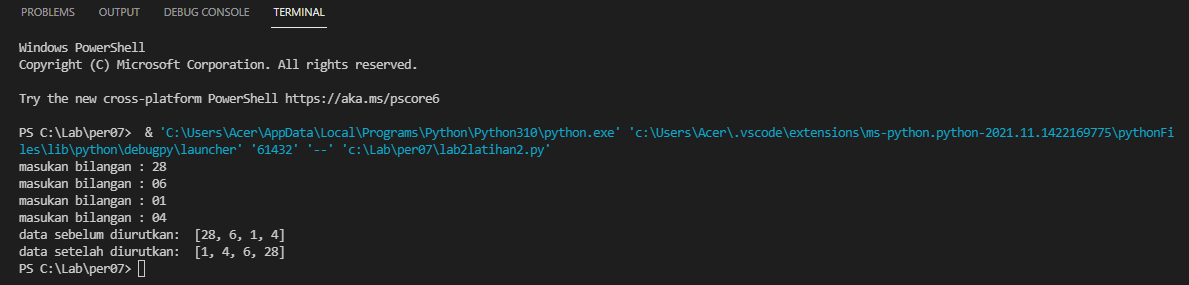 PROBLEMS OUTPUT DEBUG CONSOLE TERMINAL
Windows PowerShell
Copyright (C) Microsoft Corporation. All rights reserved.
Try the new cross-platform PowerShell https://aka.ms/pscore6
PS C:\Lab\per07>  & 'C:\Users\Acer\AppData\Local\Programs\Python\Python310\python.exe' 'c:\Users\Acer\.vscode\extensions\ms-python.python-2021.11.1422169775\pythonFi
les\lib\python\debugpy\launcher' '61432' '--' 'c:\Lab\per07\lab2latihan2.py'
masukan bilangan : 28
masukan bilangan : 06
masukan bilangan : 01
masukan bilangan : 04
data sebelum diurutkan:  [28, 6, 1, 4]
data setelah diurutkan:  [1, 4, 6, 28]
PS C:\Lab\per07>